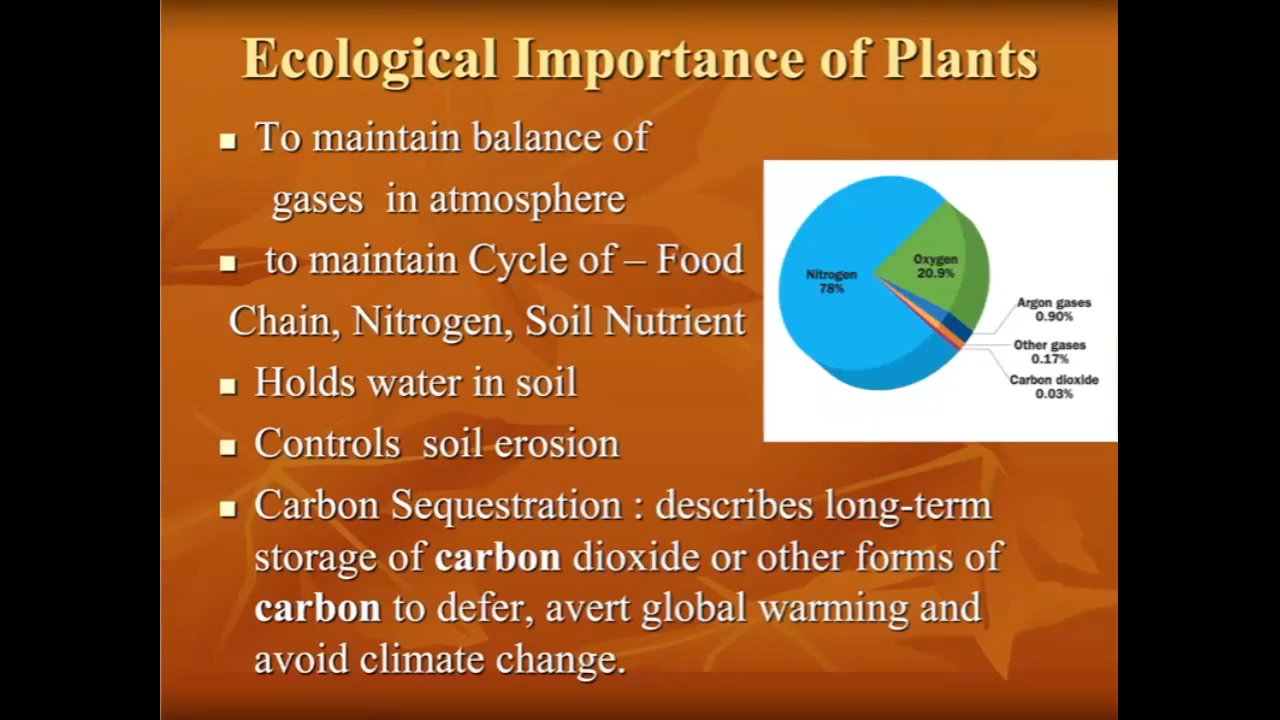 Ecological Importance of Plants
■ To maintain balance of
gases in atmosphere
■ to maintain Cycle of – Food
Chain, Nitrogen, Soil Nutrient
■ Holds water in soil
■ Controls soil erosion
■ Carbon Sequestration : describes long-term
storage of carbon dioxide or other forms of
carbon to defer, avert global warming and
avoid climate change.
Nitrogen
78%
Oxygen
20.9%
Argon gases
0.90%
Other gases
0.17%
Carbon dioxide
0.03%